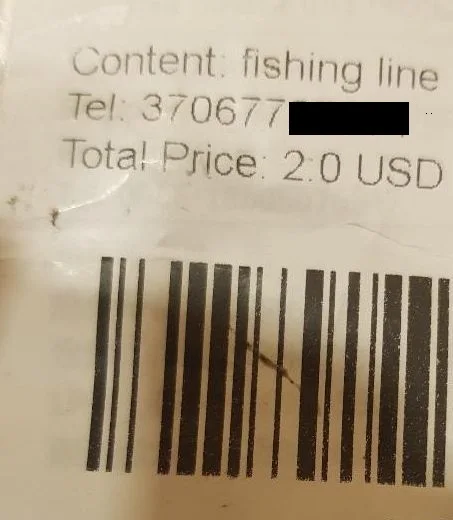 Content: fishing line
Tel: 370677
Total Price: 2.0 USD